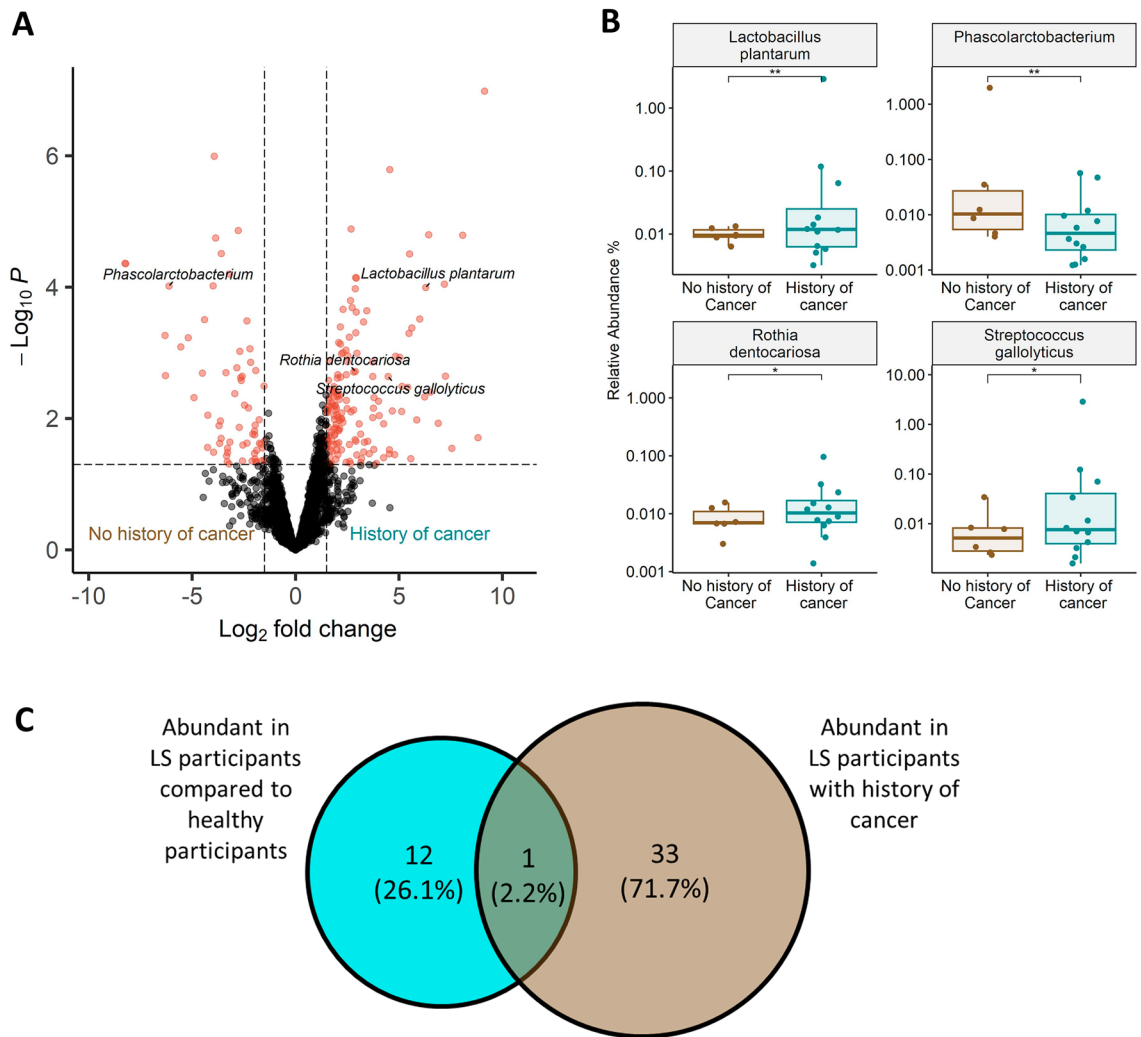 A
− Log10 P
6
4
2
0
Phascolarctobacterium
Lactobacillus plantarum
Rothia dentocariosa
Streptococcus gallolyticus
No history of cancer
History of cancer
-10
-5
0
5
10
Log2 fold change
B
Relative Abundance %
Lactobacillus
plantarum
**
1.00
0.10
0.01
No history of
Cancer
History of
cancer
Phascolarctobacterium
**
1.000
0.100
0.010
0.001
No history of
Cancer
History of
cancer
Rothia
dentocariosa
*
1.000
0.100
0.010
0.001
No history of
Cancer
History of
cancer
Streptococcus
gallolyticus
*
10.00
0.10
0.01
No history of
Cancer
History of
cancer
C
Abundant in
LS participants
compared to
healthy
participants
12
(26.1%)
1
(2.2%)
33
(71.7%)
Abundant in
LS participants
with history of
cancer